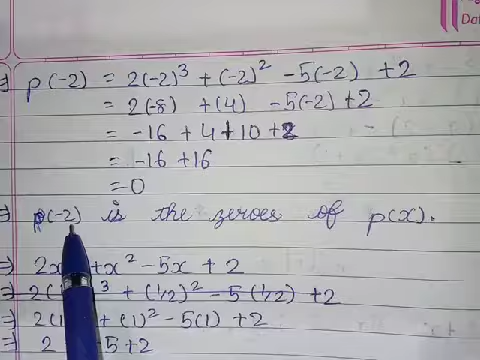 Dat
⇒ p(-2) = 2(-2)³ + (-2)² - 5(-2) + 2
= 2(-8) + (4) - 5(-2) + 2
= -16 + 4 + 10 + 2
= -16 + 16
= 0
⇒ p(-2) is the zeroes of p(x).
⇒ 2x + x² - 5x + 2
⇒ 2( ³ + (1/2)² - 5(1/2) + 2
⇒ 2(1 + (1)² - 5(1) + 2
⇒ 2 - 5 + 2